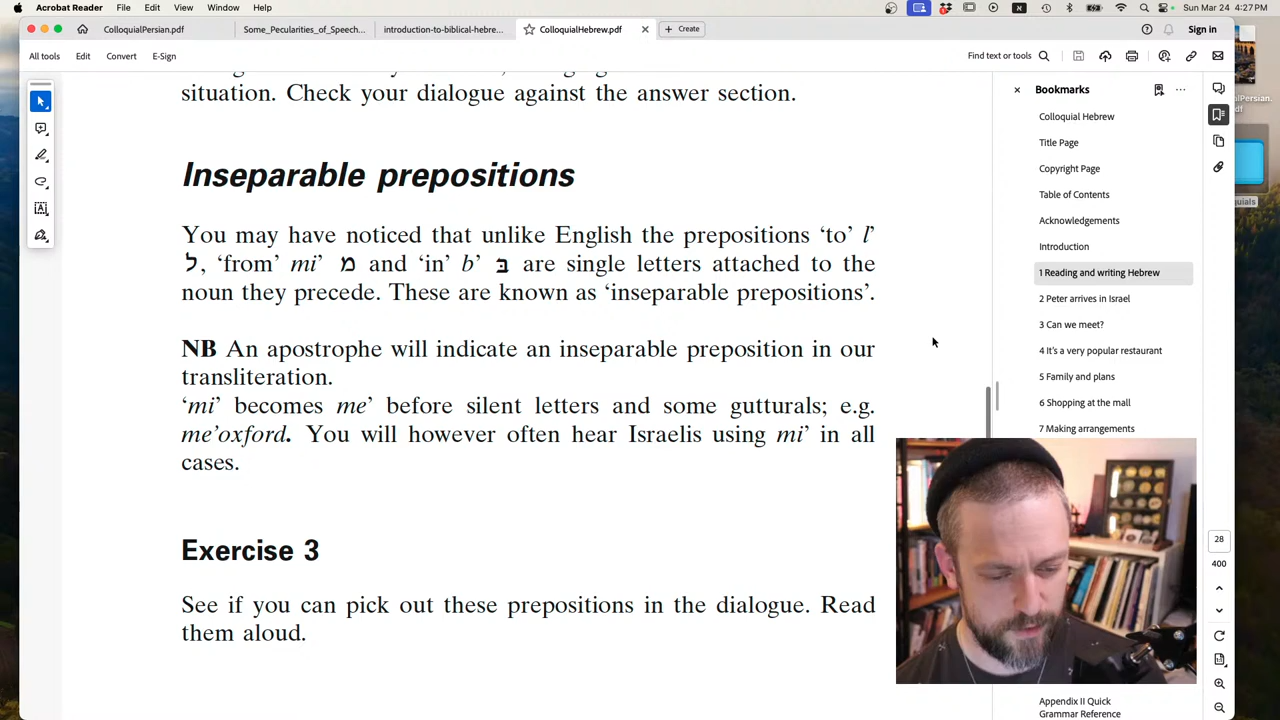 Acrobat Reader File Edit View Window Help
Sun Mar 24 4:27 PM
ColloquialPersian.pdf Some_Pecularities_of_Speech... introduction-to-biblical-hebre... ColloquialHebrew.pdf Create Sign in
All tools Edit Convert E-Sign Find text or tools
situation. Check your dialogue against the answer section.
Inseparable prepositions
You may have noticed that unlike English the prepositions ‘to’ l’
ל, ‘from’ mi’ מ and ‘in’ b’ בּ are single letters attached to the
noun they precede. These are known as ‘inseparable prepositions’.
NB An apostrophe will indicate an inseparable preposition in our
transliteration.
‘mi’ becomes me’ before silent letters and some gutturals; e.g.
me’oxford. You will however often hear Israelis using mi’ in all
cases.
Exercise 3
See if you can pick out these prepositions in the dialogue. Read
them aloud.
Bookmarks
Colloquial Hebrew
Title Page
Copyright Page
Table of Contents
Acknowledgements
Introduction
1 Reading and writing Hebrew
2 Peter arrives in Israel
3 Can we meet?
4 It’s a very popular restaurant
5 Family and plans
6 Shopping at the mall
7 Making arrangements
Appendix II Quick
Grammar Reference
28
400